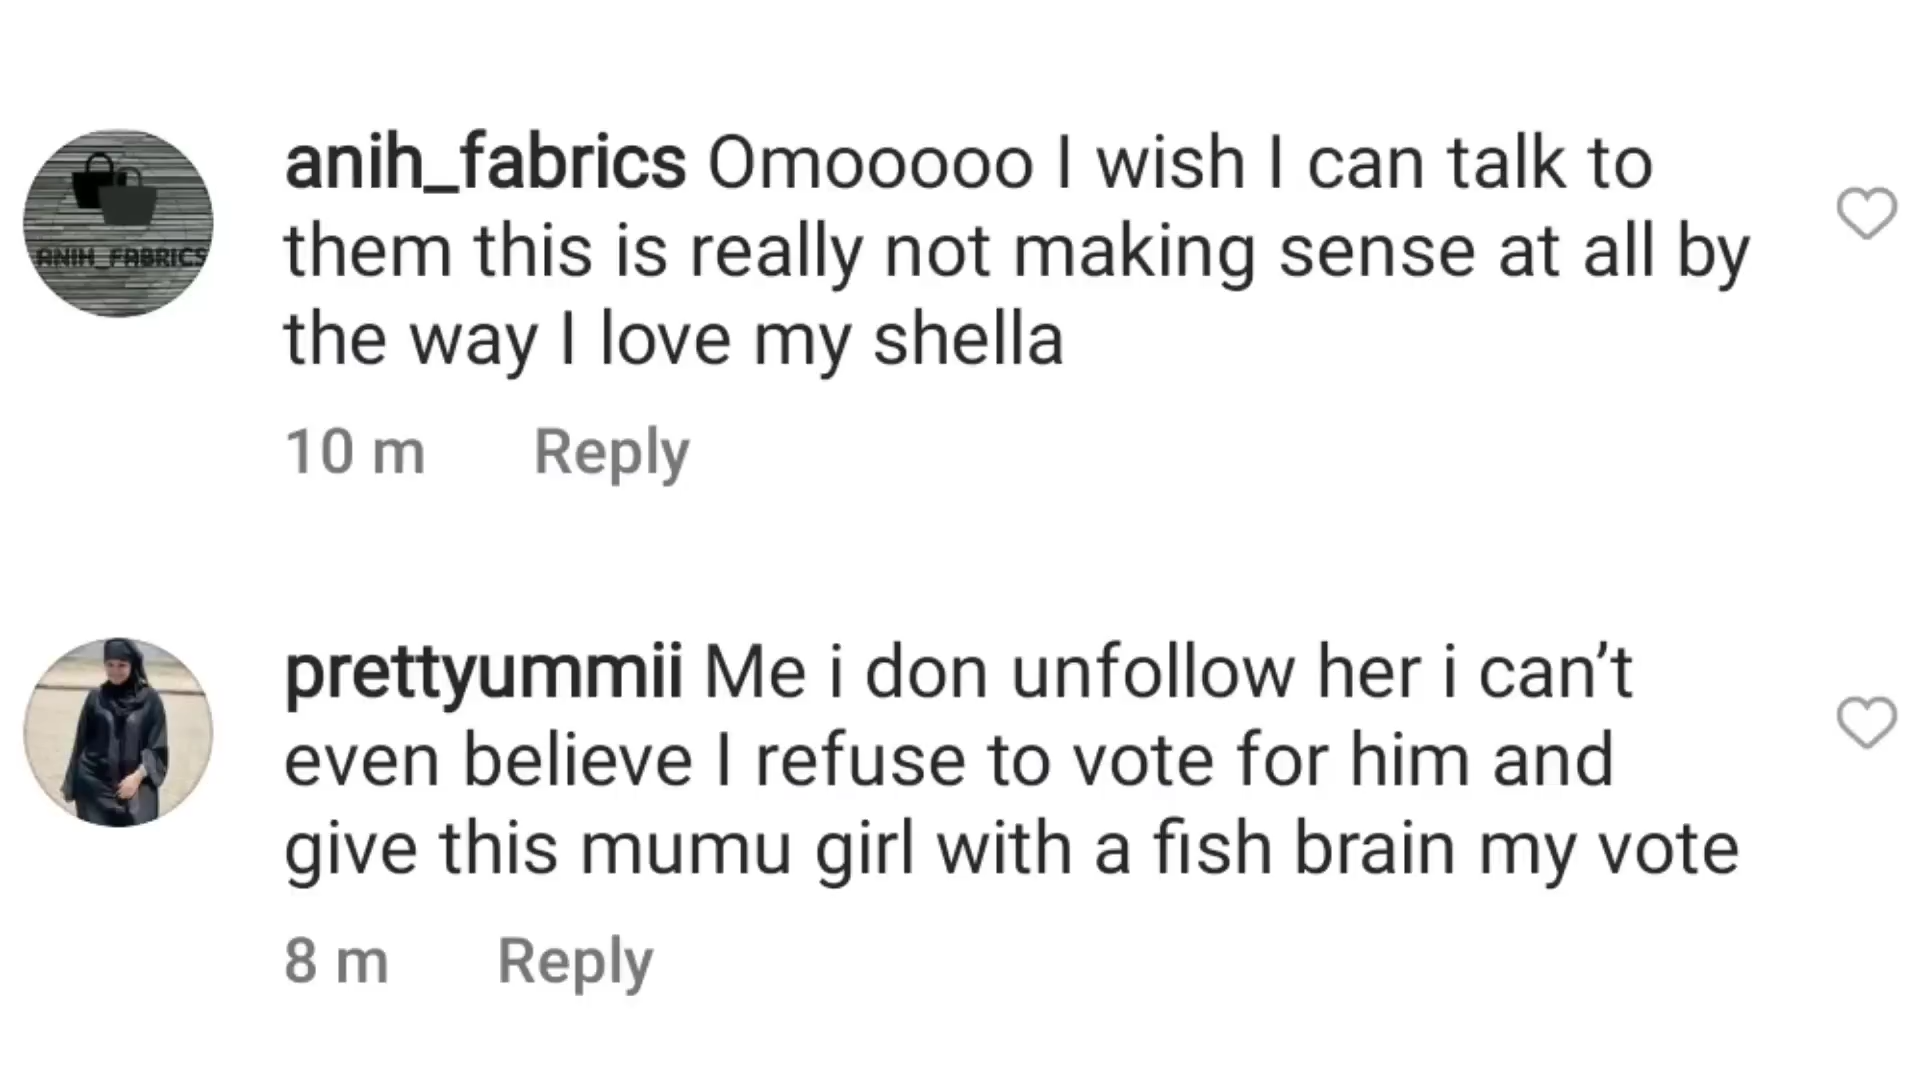 anih_fabrics Omooooo I wish I can talk to
them this is really not making sense at all by
the way I love my shella
10 m Reply
ANIH_FABRICS
prettyummii Me i don unfollow her i can’t
even believe I refuse to vote for him and
give this mumu girl with a fish brain my vote
8 m Reply